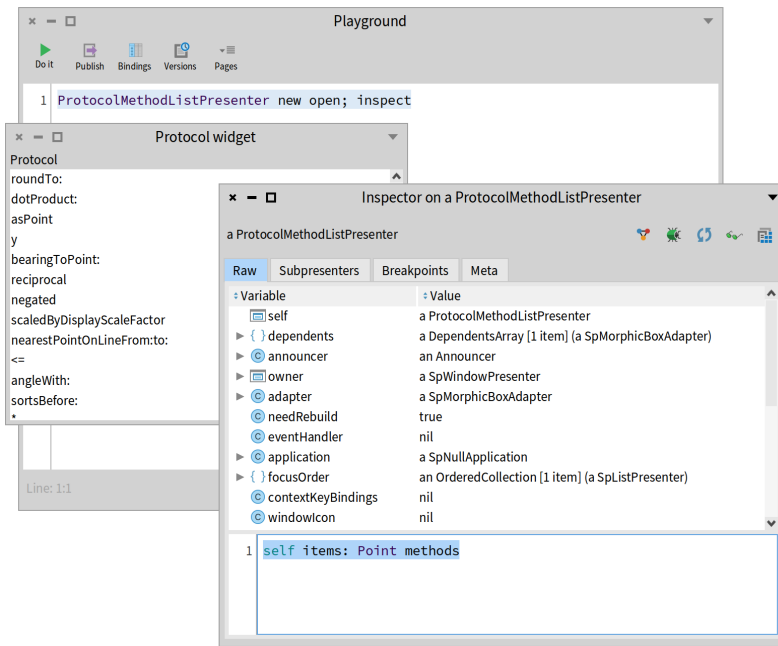 Playground
Do it
Publish
Bindings
Versions
Pages
1 ProtocolMethodListPresenter new open; inspect
Protocol widget
Protocol
roundTo:
dotProduct:
asPoint
y
bearingToPoint:
reciprocal
negated
scaledByDisplayScaleFactor
nearestPointOnLineFrom:to:
<=
angleWith:
sortsBefore:
*
Line: 1:1
Inspector on a ProtocolMethodListPresenter
a ProtocolMethodListPresenter
Raw Subpresenters Breakpoints Meta
Variable Value
self a ProtocolMethodListPresenter
{ } dependents a DependentsArray [1 item] (a SpMorphicBoxAdapter)
C announcer an Announcer
owner a SpWindowPresenter
C adapter a SpMorphicBoxAdapter
C needRebuild true
C eventHandler nil
C application a SpNullApplication
{ } focusOrder an OrderedCollection [1 item] (a SpListPresenter)
C contextKeyBindings nil
C windowIcon nil
1 self items: Point methods